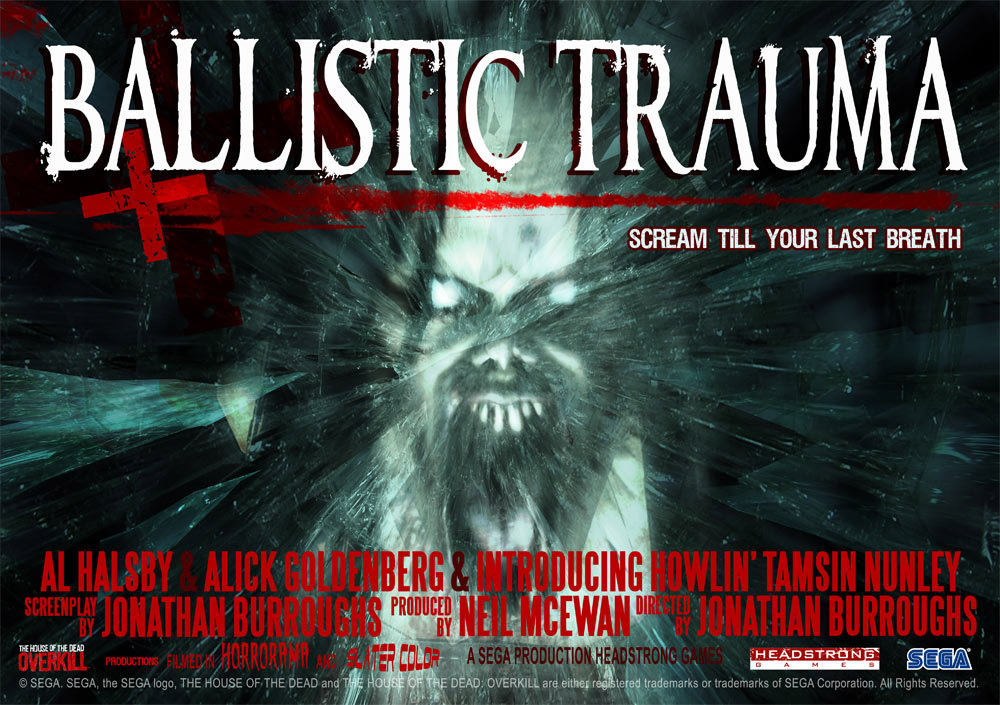 BALLISTIC TRAUMA
SCREAM TILL YOUR LAST BREATH
AL HALSBY & ALICK GOLDENBERG & INTRODUCING HOWLIN' TAMSIN NUNLEY
SCREENPLAY BY JONATHAN BURROUGHS PRODUCED BY NEIL MCEWAN DIRECTED BY JONATHAN BURROUGHS
THE HOUSE OF THE DEAD OVERKILL PRODUCTIONS FILMED IN HORRORAMA AND SLATER COLOR A SEGA PRODUCTION HEADSTRONG GAMES HEADSTRONG GAMES SEGA
© SEGA. SEGA, the SEGA logo, THE HOUSE OF THE DEAD and THE HOUSE OF THE DEAD: OVERKILL are either registered trademarks or trademarks of SEGA Corporation. All Rights Reserved.